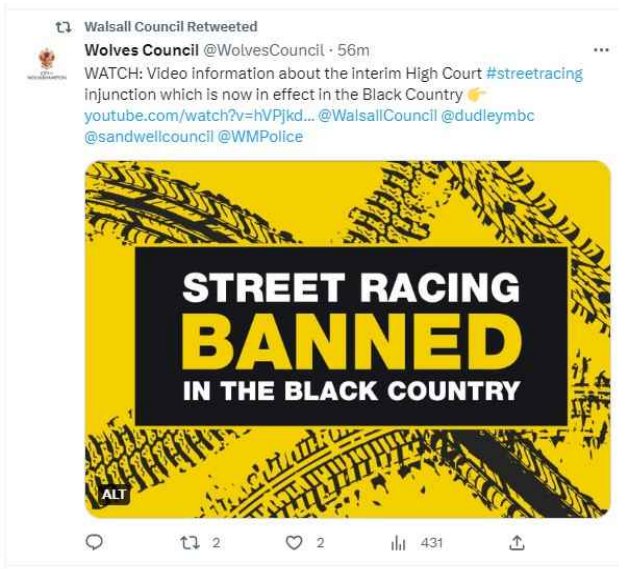 Walsall Council Retweeted
Wolves Council @WolvesCouncil · 56m
WATCH: Video information about the interim High Court #streetracing
injunction which is now in effect in the Black Country 👉
youtube.com/watch?v=hVPjkd... @WalsallCouncil @dudleymbc
@sandwellcouncil @WMPolice
STREET RACING
BANNED
IN THE BLACK COUNTRY
ALT
2 2 431